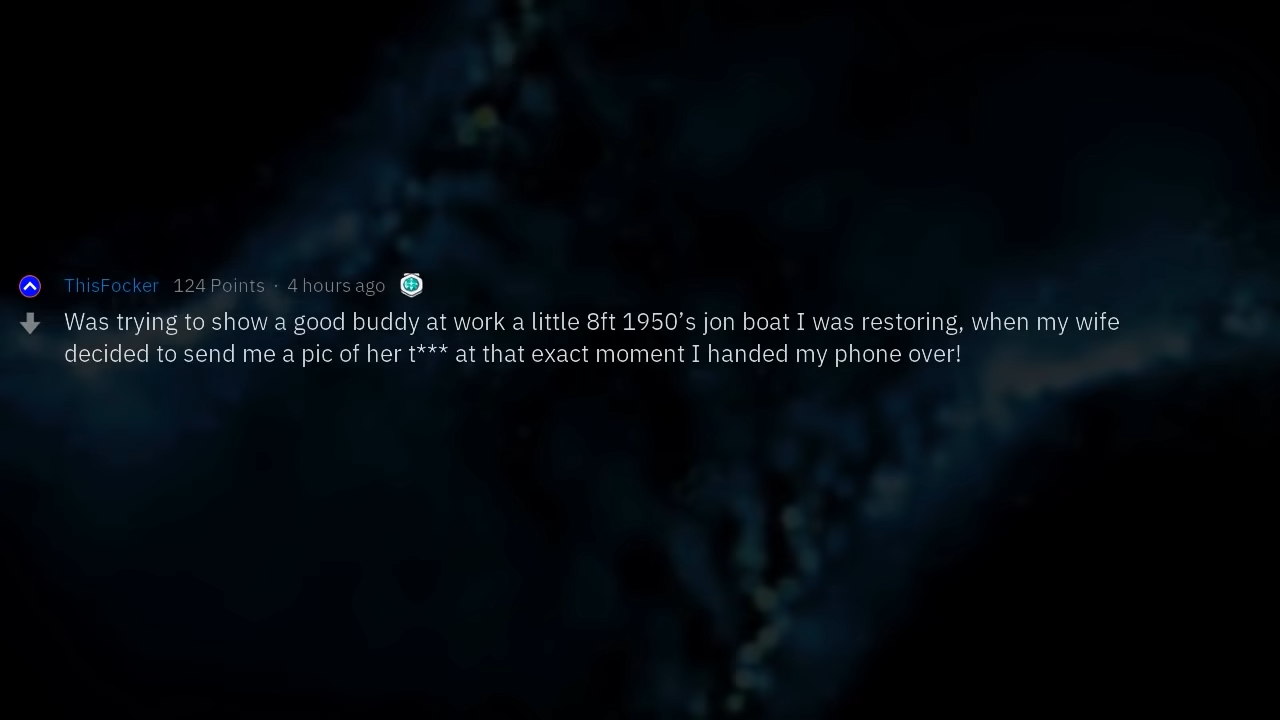 ThisFocker 124 Points · 4 hours ago
Was trying to show a good buddy at work a little 8ft 1950’s jon boat I was restoring, when my wife
decided to send me a pic of her t*** at that exact moment I handed my phone over!